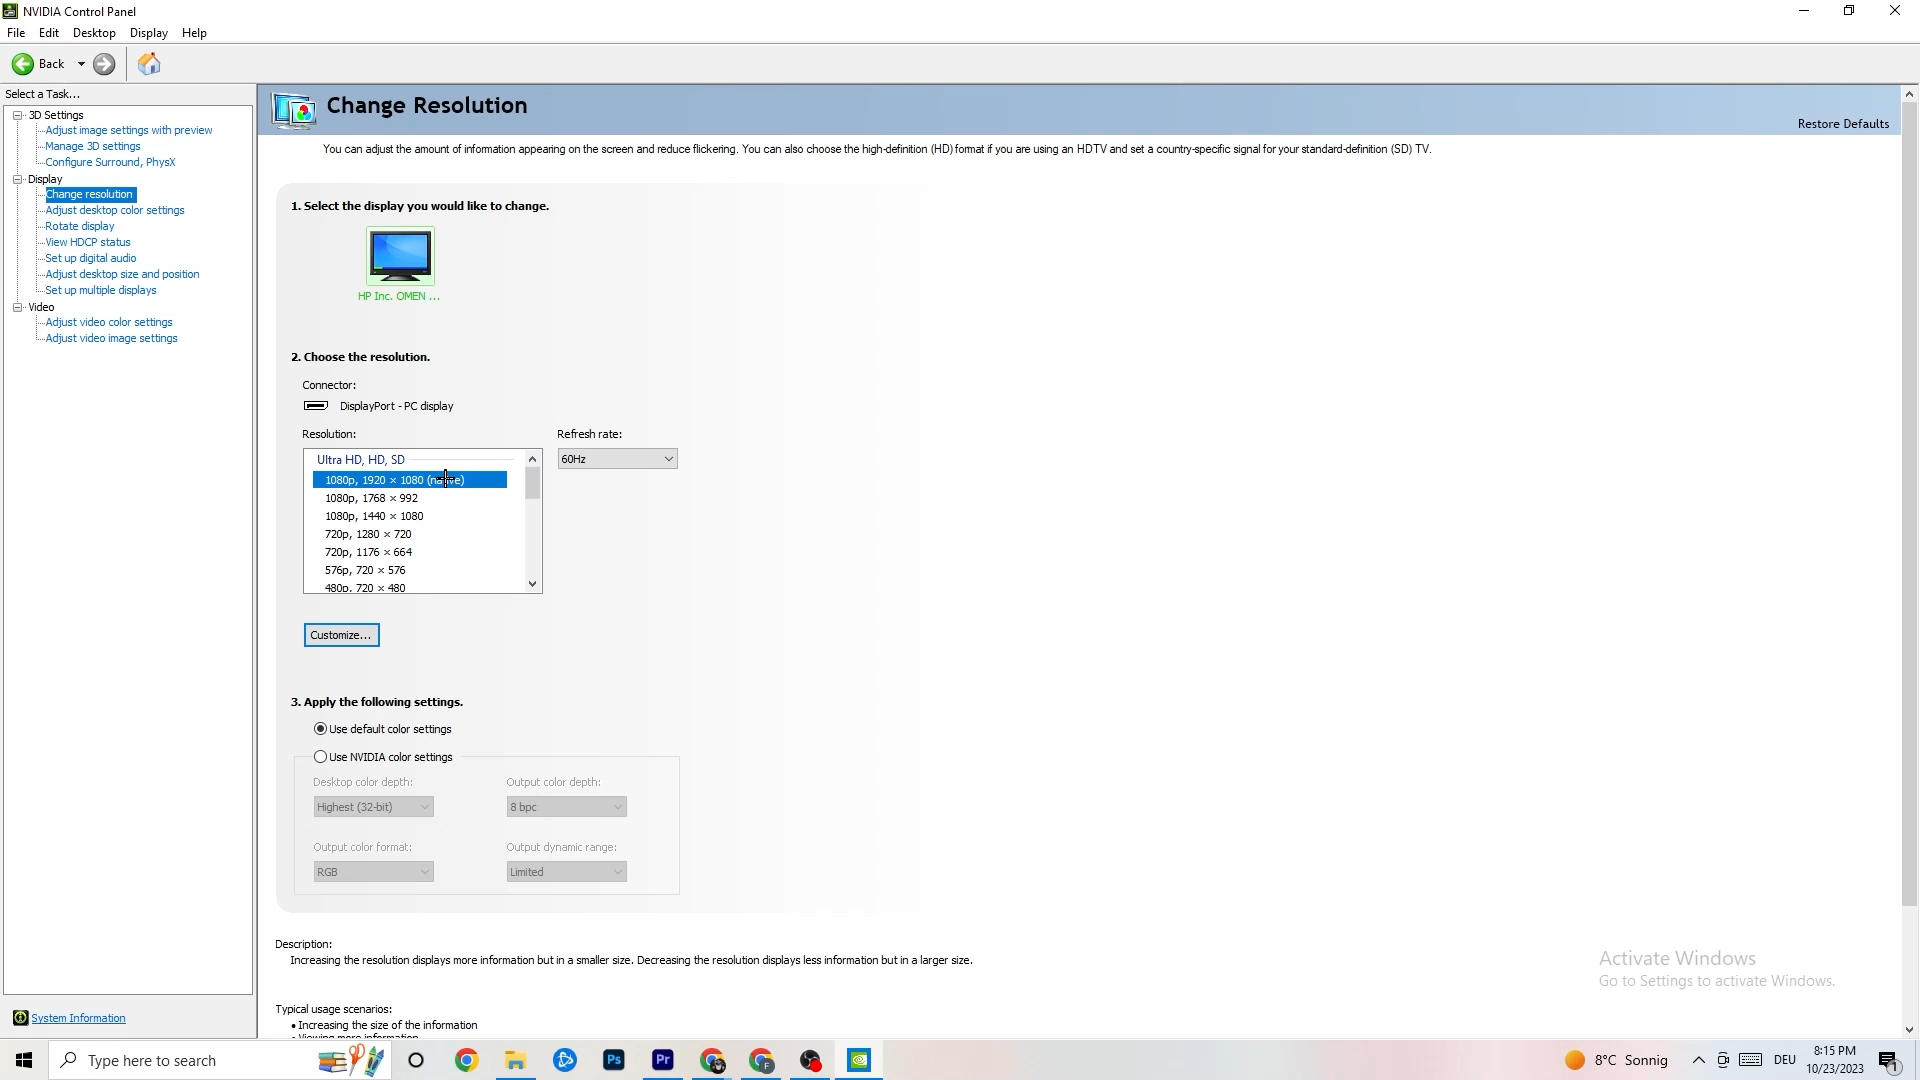 NVIDIA Control Panel
File Edit Desktop Display Help
Back
Select a Task...
3D Settings
Adjust image settings with preview
Manage 3D settings
Configure Surround, PhysX
Display
Change resolution
Adjust desktop color settings
Rotate display
View HDCP status
Set up digital audio
Adjust desktop size and position
Set up multiple displays
Video
Adjust video color settings
Adjust video image settings
System Information
Change Resolution
Restore Defaults
You can adjust the amount of information appearing on the screen and reduce flickering. You can also choose the high-definition (HD) format if you are using an HDTV and set a country-specific signal for your standard-definition (SD) TV.
1. Select the display you would like to change.
HP Inc. OMEN ...
2. Choose the resolution.
Connector:
DisplayPort - PC display
Resolution:
Refresh rate:
Ultra HD, HD, SD
60Hz
1080p, 1920 × 1080 (native)
1080p, 1768 × 992
1080p, 1440 × 1080
720p, 1280 × 720
720p, 1176 × 664
576p, 720 × 576
480p, 720 × 480
Customize...
3. Apply the following settings.
Use default color settings
Use NVIDIA color settings
Desktop color depth:
Output color depth:
Highest (32-bit)
8 bpc
Output color format:
Output dynamic range:
RGB
Limited
Description:
Increasing the resolution displays more information but in a smaller size. Decreasing the resolution displays less information but in a larger size.
Typical usage scenarios:
• Increasing the size of the information
• Viewing more information
Activate Windows
Go to Settings to activate Windows.
Type here to search
Ps
Pr
F
8°C Sonnig
DEU
8:15 PM
10/23/2023
1